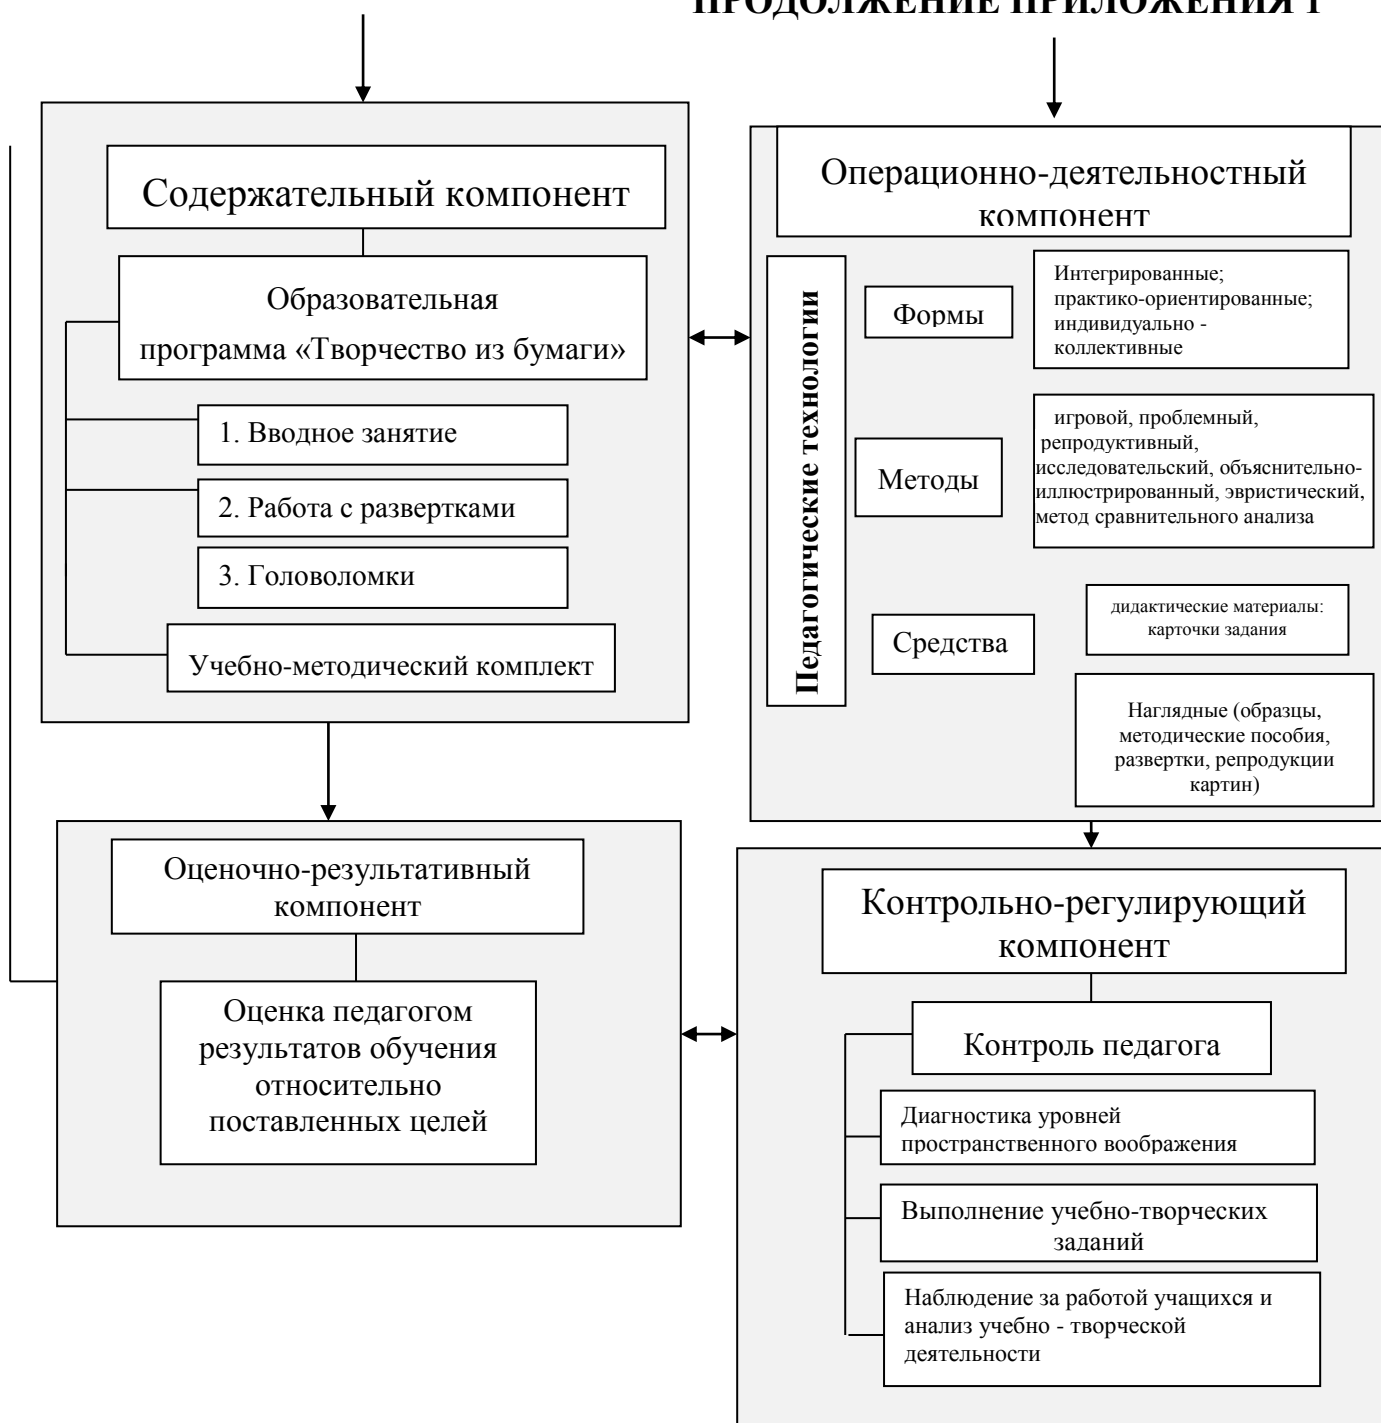 ПРОДОЛЖЕНИЕ ПРИЛОЖЕНИЯ 1
Содержательный компонент
Образовательная
программа «Творчество из бумаги»
1. Вводное занятие
2. Работа с развертками
3. Головоломки
Учебно-методический комплект
Операционно-деятельностный
компонент
Педагогические технологии
Формы
Интегрированные;
практико-ориентированные;
индивидуально -
коллективные
Методы
игровой, проблемный,
репродуктивный,
исследовательский, объяснительно-
иллюстрированный, эвристический,
метод сравнительного анализа
Средства
дидактические материалы:
карточки задания
Наглядные (образцы,
методические пособия,
развертки, репродукции
картин)
Оценочно-результативный
компонент
Оценка педагогом
результатов обучения
относительно
поставленных целей
Контрольно-регулирующий
компонент
Контроль педагога
Диагностика уровней
пространственного воображения
Выполнение учебно-творческих
заданий
Наблюдение за работой учащихся и
анализ учебно - творческой
деятельности